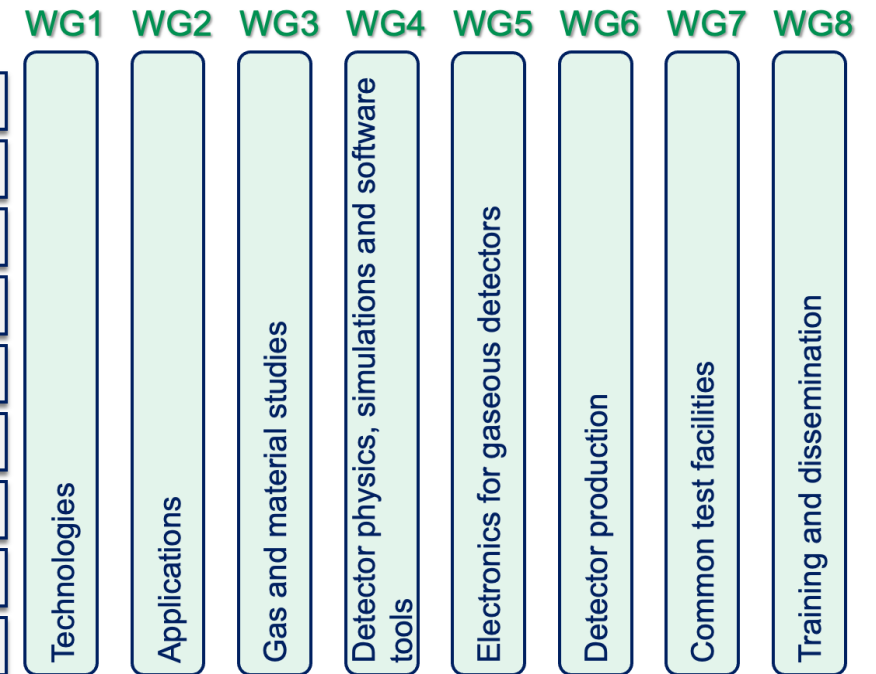 WG1 WG2 WG3 WG4 WG5 WG6 WG7 WG8
Technologies
Applications
Gas and material studies
Detector physics, simulations and software
tools
Electronics for gaseous detectors
Detector production
Common test facilities
Training and dissemination